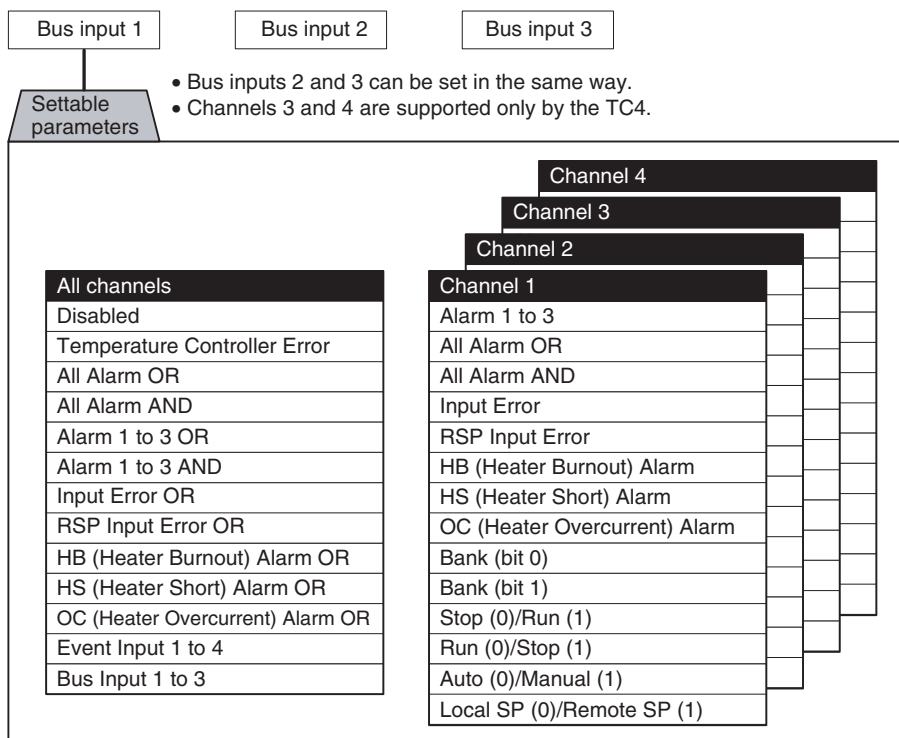 Bus input 1
Bus input 2
Bus input 3
• Bus inputs 2 and 3 can be set in the same way.
• Channels 3 and 4 are supported only by the TC4.
Settable
parameters
Channel 4
Channel 3
Channel 2
All channels
Disabled
Temperature Controller Error
All Alarm OR
All Alarm AND
Alarm 1 to 3 OR
Alarm 1 to 3 AND
Input Error OR
RSP Input Error OR
HB (Heater Burnout) Alarm OR
HS (Heater Short) Alarm OR
OC (Heater Overcurrent) Alarm OR
Event Input 1 to 4
Bus Input 1 to 3
Channel 1
Alarm 1 to 3
All Alarm OR
All Alarm AND
Input Error
RSP Input Error
HB (Heater Burnout) Alarm
HS (Heater Short) Alarm
OC (Heater Overcurrent) Alarm
Bank (bit 0)
Bank (bit 1)
Stop (0)/Run (1)
Run (0)/Stop (1)
Auto (0)/Manual (1)
Local SP (0)/Remote SP (1)